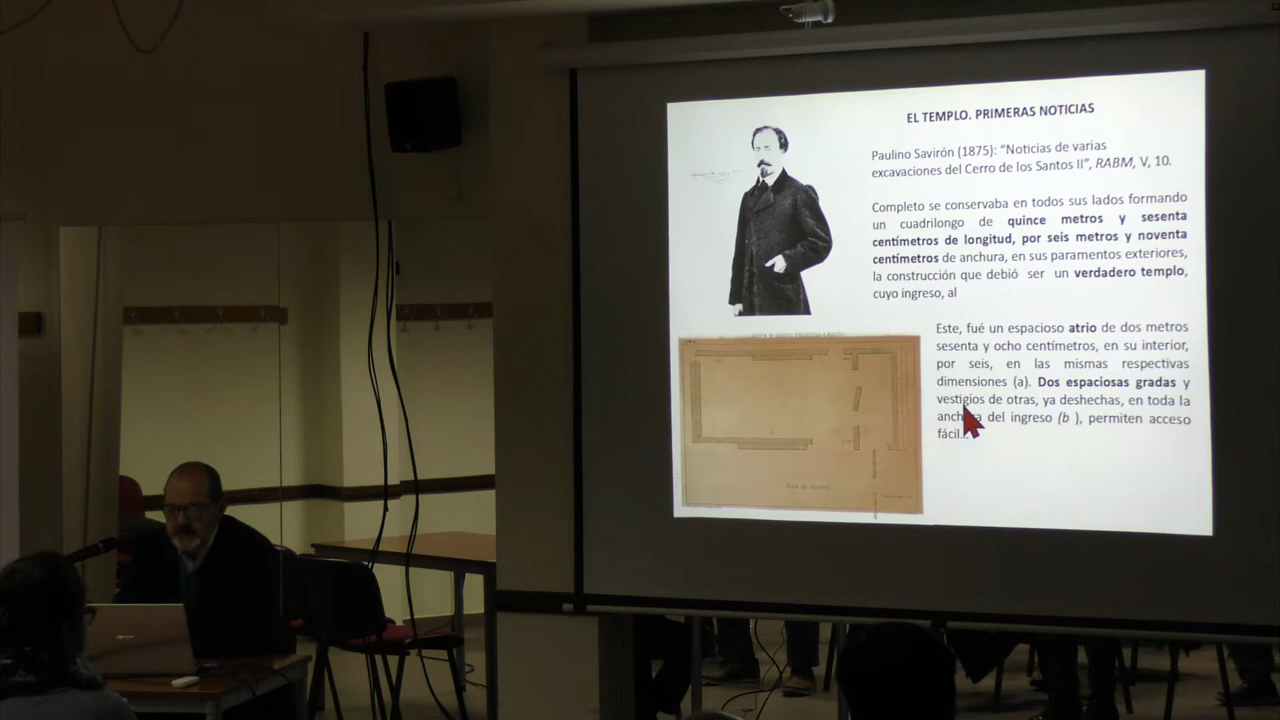 EL TEMPLO. PRIMERAS NOTICIAS
Paulino Savirón (1875): “Noticias de varias
excavaciones del Cerro de los Santos II”, RABM, V, 10.
Completo se conservaba en todos sus lados formando
un cuadrilongo de quince metros y sesenta
centímetros de longitud, por seis metros y noventa
centímetros de anchura, en sus paramentos exteriores,
la construcción que debió ser un verdadero templo,
cuyo ingreso, al
Este, fué un espacioso atrio de dos metros
sesenta y ocho centímetros, en su interior,
por seis, en las mismas respectivas
dimensiones (a). Dos espaciosas gradas y
vestigios de otras, ya deshechas, en toda la
del ingreso (b ), permiten acceso
fácil...